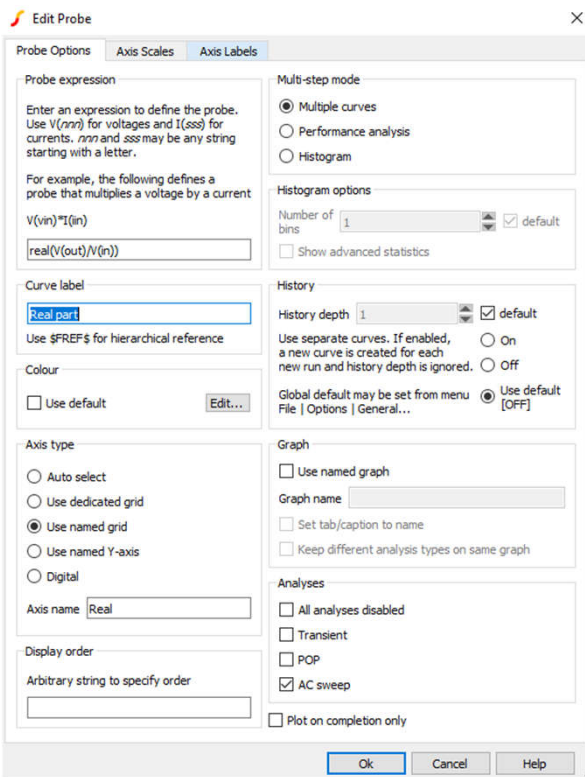 Edit Probe
Probe Options
Axis Scales
Axis Labels
Probe expression
Enter an expression to define the probe.
Use V(nnn) for voltages and I(sss) for
currents. nnn and sss may be any string
starting with a letter.
For example, the following defines a
probe that multiplies a voltage by a current
V(vin)*I(iin)
real(V(out)/V(in))
Curve label
Real part
Use $FREF$ for hierarchical reference
Colour
Use default
Edit...
Axis type
Auto select
Use dedicated grid
Use named grid
Use named Y-axis
Digital
Axis name Real
Display order
Arbitrary string to specify order
Multi-step mode
Multiple curves
Performance analysis
Histogram
Histogram options
Number of
bins
1
default
Show advanced statistics
History
History depth 1
default
Use separate curves. If enabled,
a new curve is created for each
new run and history depth is ignored.
On
Off
Global default may be set from menu
File | Options | General...
Use default
[OFF]
Graph
Use named graph
Graph name
Set tab/caption to name
Keep different analysis types on same graph
Analyses
All analyses disabled
Transient
POP
AC sweep
Plot on completion only
Ok
Cancel
Help